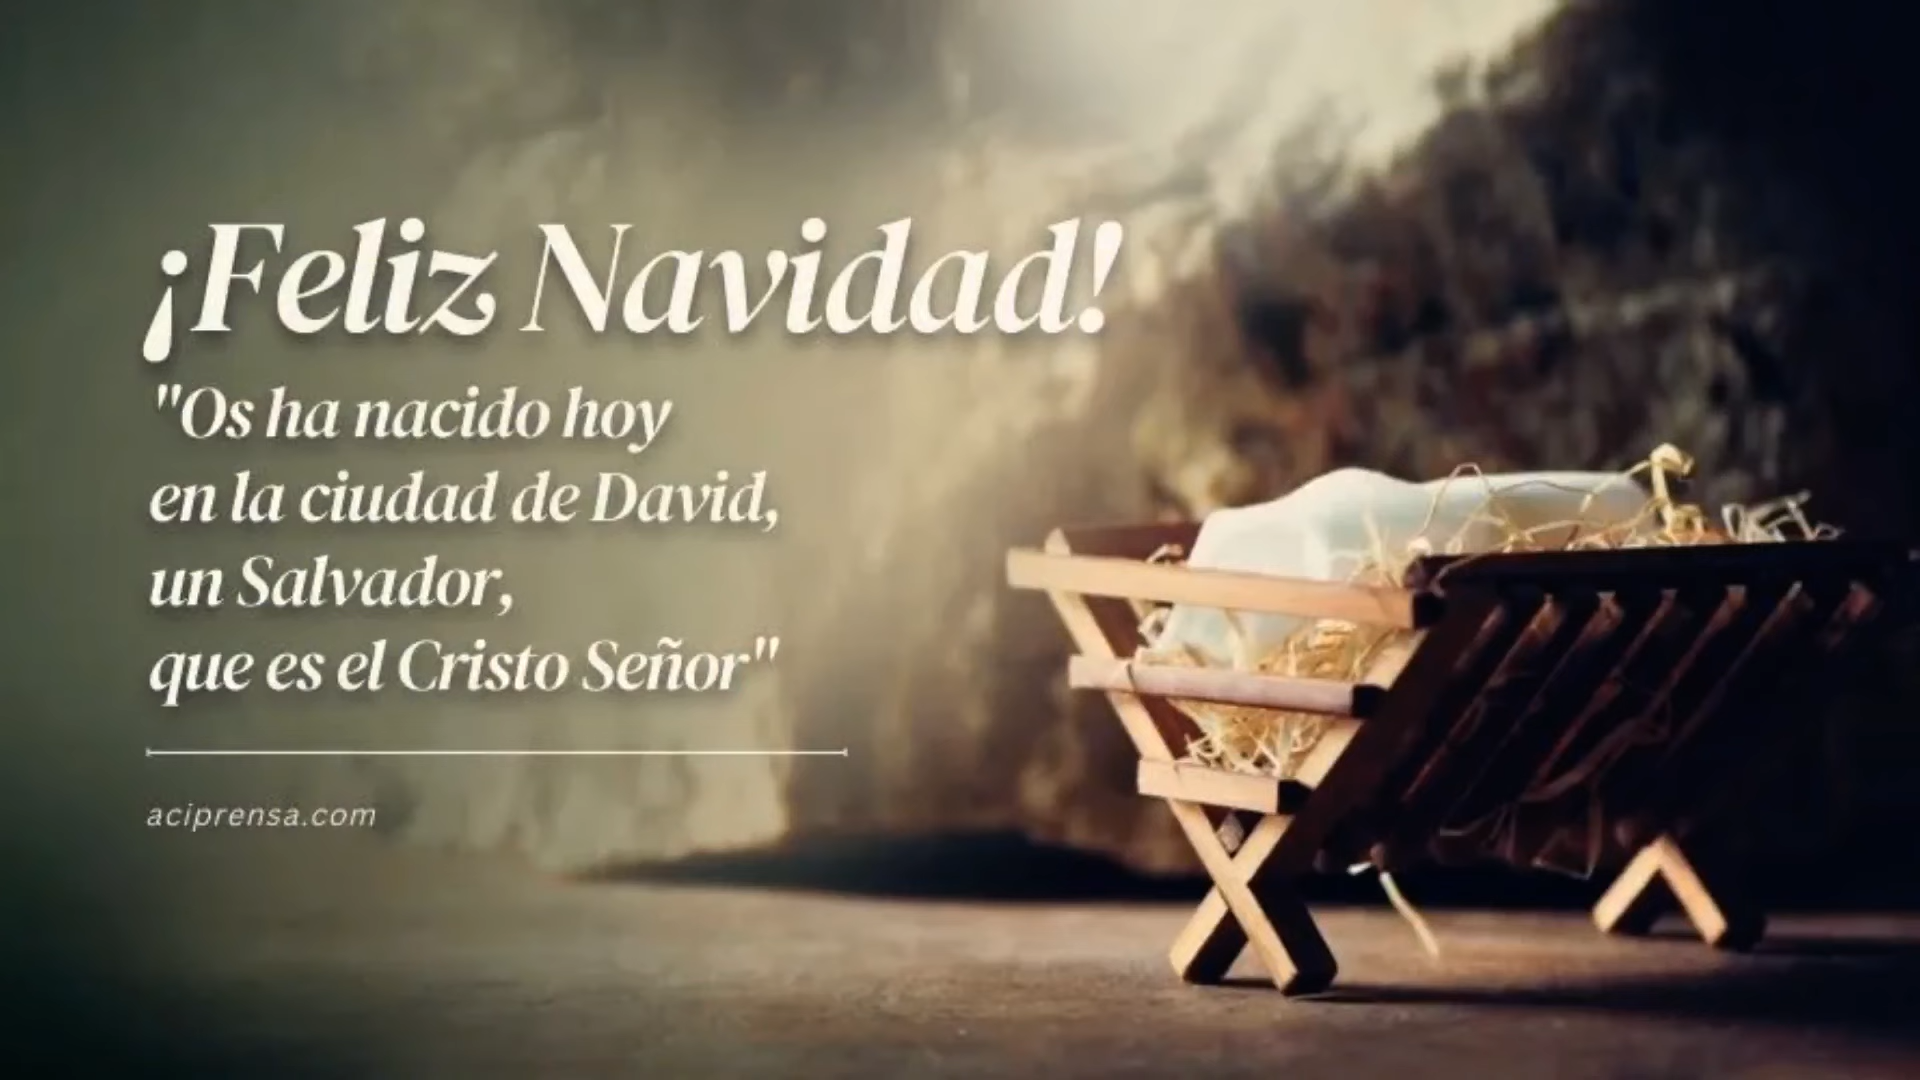 ¡Feliz Navidad!
"Os ha nacido hoy
en la ciudad de David,
un Salvador,
que es el Cristo Señor"
aciprensa.com